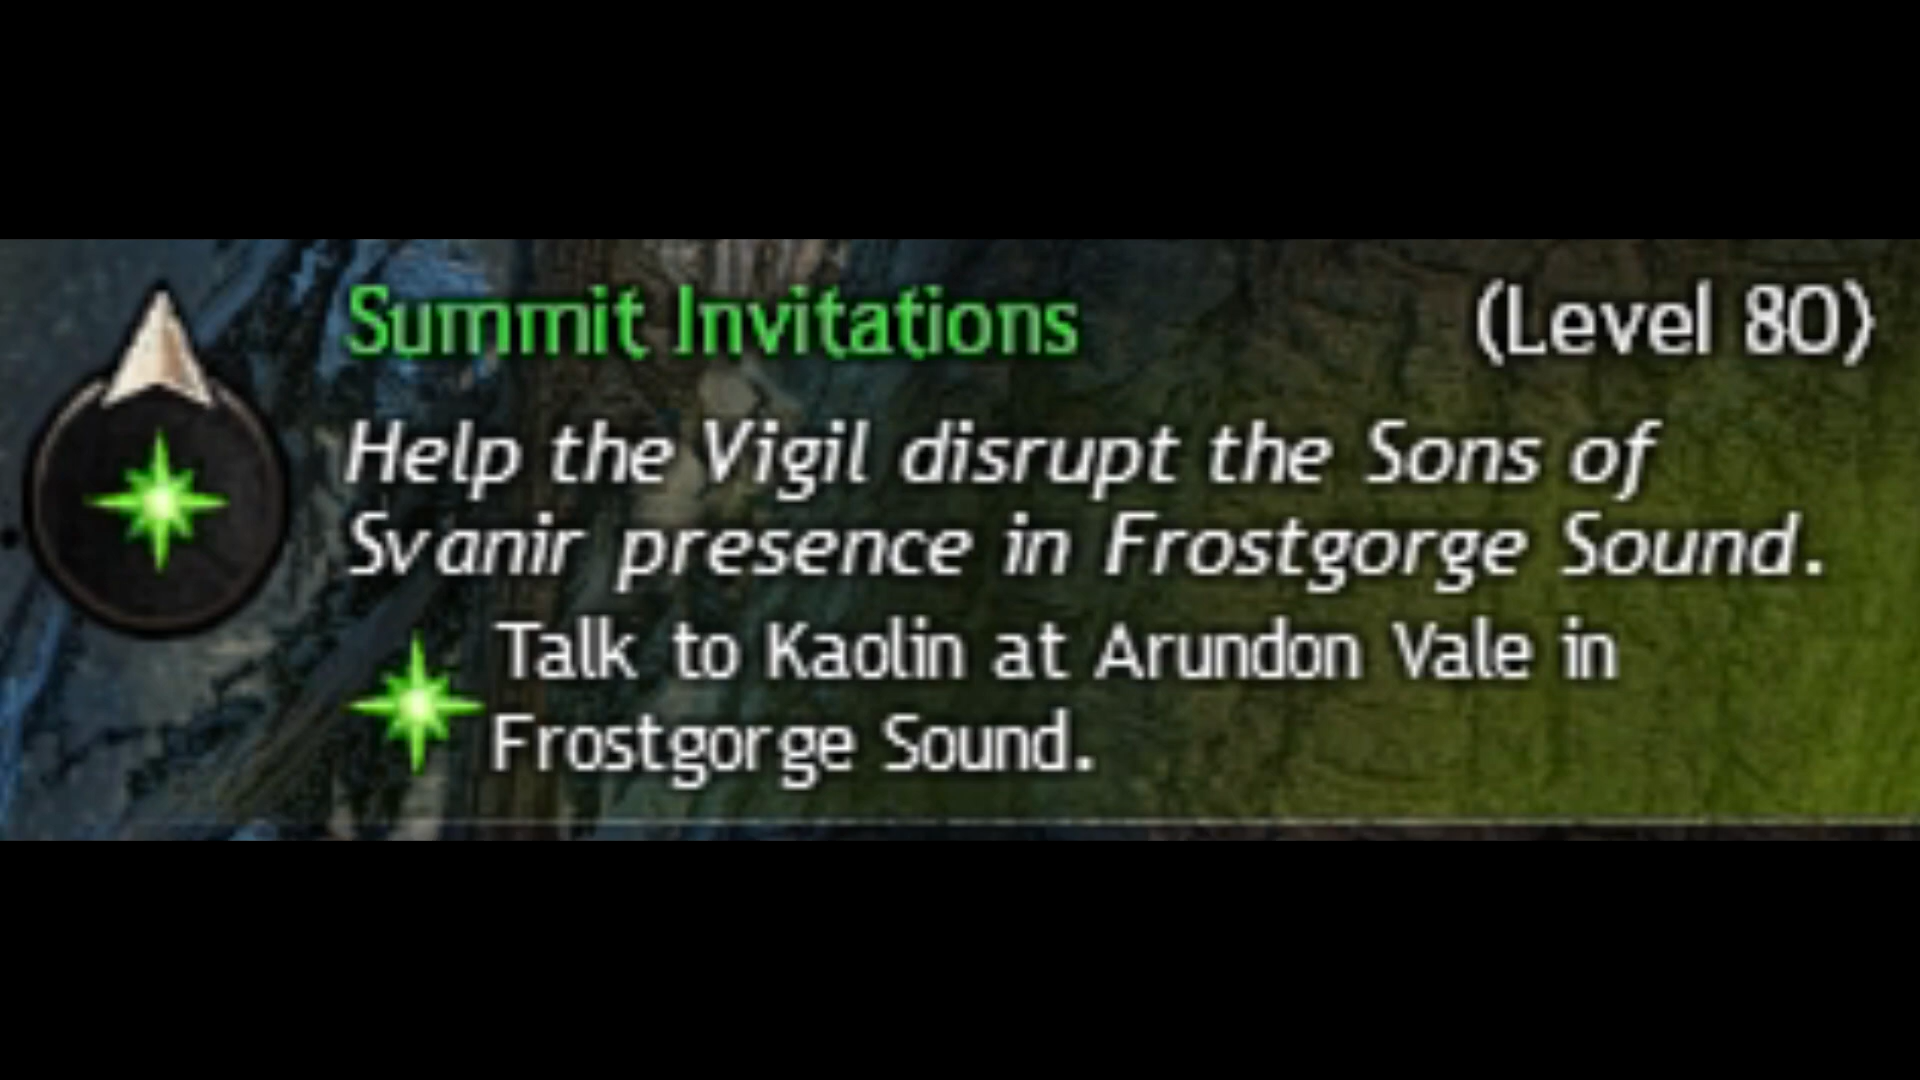 Summit Invitations (Level 80)
Help the Vigil disrupt the Sons of
Svanir presence in Frostgorge Sound.
Talk to Kaolin at Arundon Vale in
Frostgorge Sound.